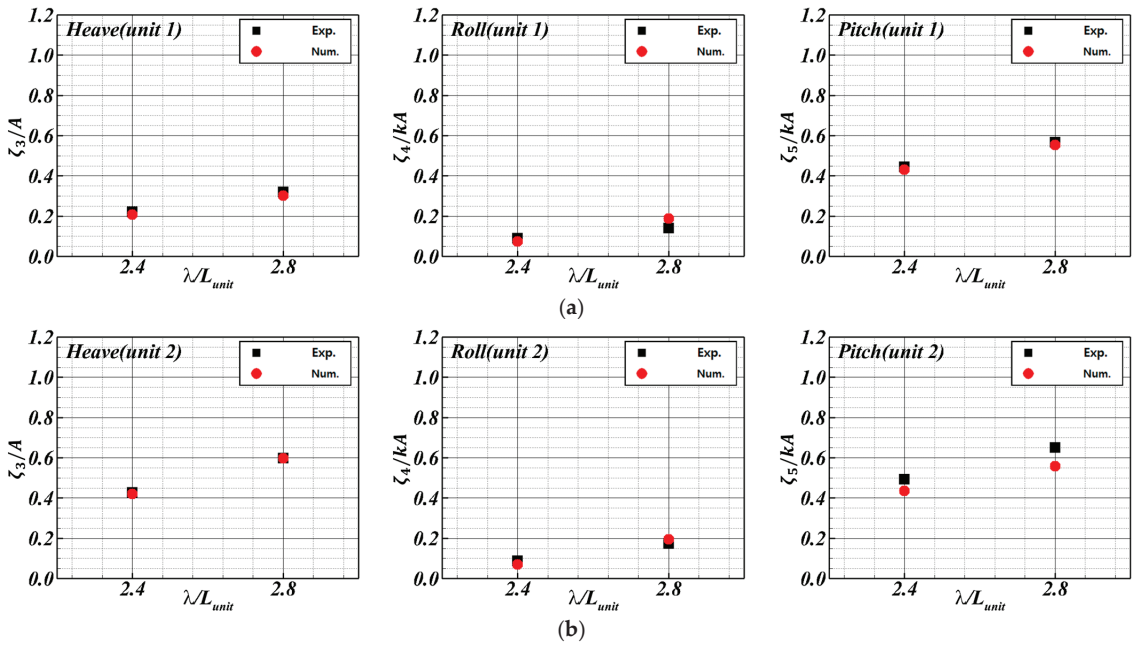 Heave(unit 1)
Exp.
Num.
1.2
1.0
0.8
0.6
0.4
0.2
0.0
ζ3/A
2.4
2.8
λ/Lunit
Roll(unit 1)
Exp.
Num.
1.2
1.0
0.8
0.6
0.4
0.2
0.0
ζ4/kA
2.4
2.8
λ/Lunit
Pitch(unit 1)
Exp.
Num.
1.2
1.0
0.8
0.6
0.4
0.2
0.0
ζ5/kA
2.4
2.8
λ/Lunit
(a)
Heave(unit 2)
Exp.
Num.
1.2
1.0
0.8
0.6
0.4
0.2
0.0
ζ3/A
2.4
2.8
λ/Lunit
Roll(unit 2)
Exp.
Num.
1.2
1.0
0.8
0.6
0.4
0.2
0.0
ζ4/kA
2.4
2.8
λ/Lunit
Pitch(unit 2)
Exp.
Num.
1.2
1.0
0.8
0.6
0.4
0.2
0.0
ζ5/kA
2.4
2.8
λ/Lunit
(b)